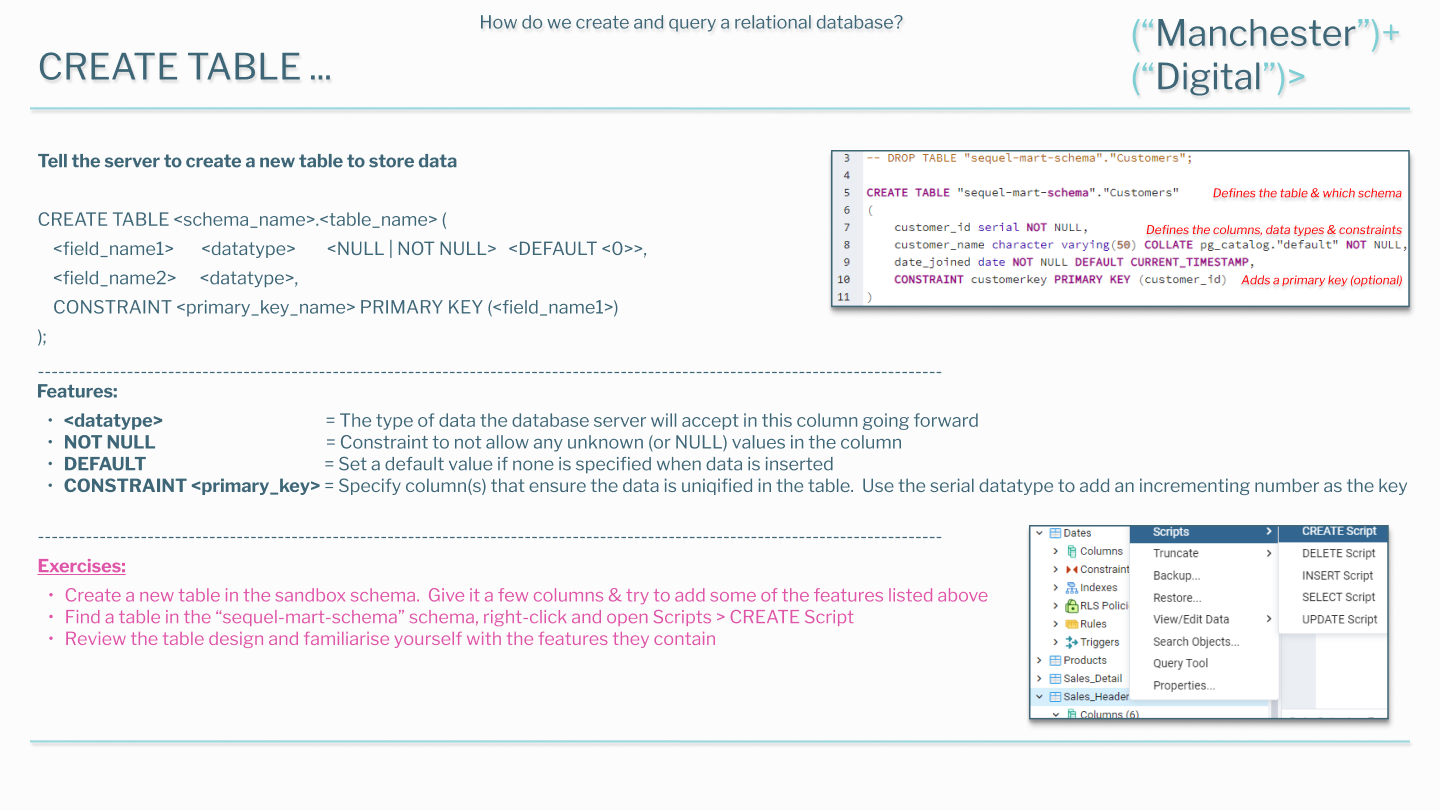 How do we create and query a relational database?
(“Manchester”)+
(“Digital”)>
CREATE TABLE ...
Tell the server to create a new table to store data
CREATE TABLE <schema_name>.<table_name> (
<field_name1> <datatype> <NULL | NOT NULL> <DEFAULT <0>>,
<field_name2> <datatype>,
CONSTRAINT <primary_key_name> PRIMARY KEY (<field_name1>)
);
3 -- DROP TABLE "sequel-mart-schema"."Customers";
4
5 CREATE TABLE "sequel-mart-schema"."Customers" Defines the table & which schema
6 (
7 customer_id serial NOT NULL, Defines the columns, data types & constraints
8 customer_name character varying(50) COLLATE pg_catalog."default" NOT NULL,
9 date_joined date NOT NULL DEFAULT CURRENT_TIMESTAMP,
10 CONSTRAINT customerkey PRIMARY KEY (customer_id) Adds a primary key (optional)
11 )
Features:
• <datatype> = The type of data the database server will accept in this column going forward
• NOT NULL = Constraint to not allow any unknown (or NULL) values in the column
• DEFAULT = Set a default value if none is specified when data is inserted
• CONSTRAINT <primary_key> = Specify column(s) that ensure the data is uniqified in the table.  Use the serial datatype to add an incrementing number as the key
Exercises:
• Create a new table in the sandbox schema.  Give it a few columns & try to add some of the features listed above
• Find a table in the “sequel-mart-schema” schema, right-click and open Scripts > CREATE Script
• Review the table design and familiarise yourself with the features they contain
Dates
Columns
Constraint
Indexes
RLS Polici
Rules
Triggers
Products
Sales_Detail
Sales_Header
Columns (6)
Scripts
Truncate
Backup...
Restore...
View/Edit Data
Search Objects...
Query Tool
Properties...
CREATE Script
DELETE Script
INSERT Script
SELECT Script
UPDATE Script